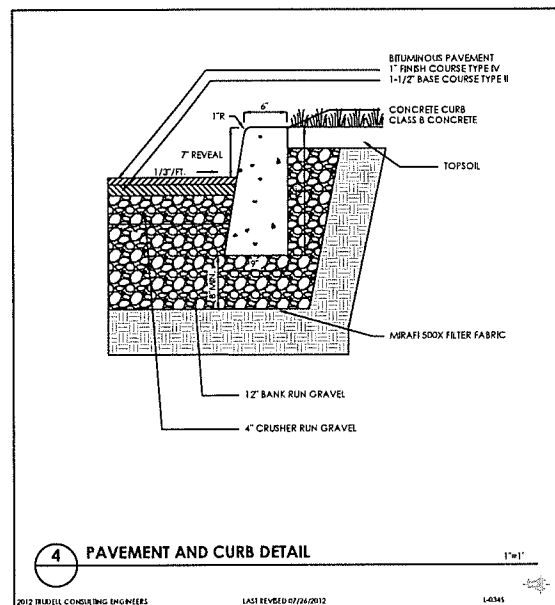 BITUMINOUS PAVEMENT
1" FINISH COURSE TYPE IV
1-1/2" BASE COURSE TYPE II
6"
1"R
CONCRETE CURB
CLASS B CONCRETE
7" REVEAL
1/3"/FT.
TOPSOIL
9"
MIRAFI 500X FILTER FABRIC
12" BANK RUN GRAVEL
4" CRUSHER RUN GRAVEL
4
PAVEMENT AND CURB DETAIL
1"=1'
2012 TRUDELL CONSULTING ENGINEERS
LAST REVISED 07/26/2012
L-0345